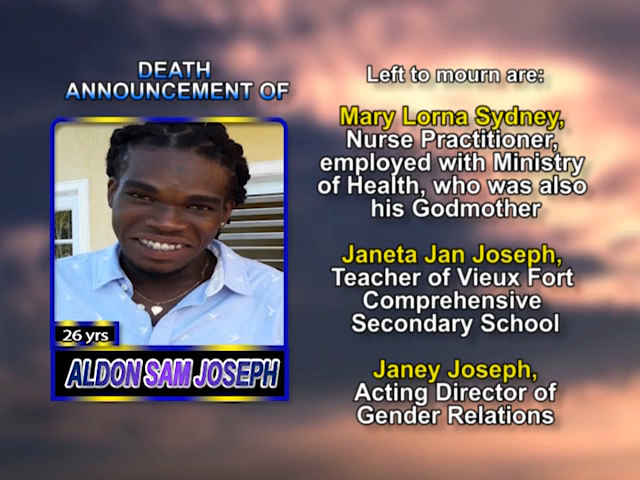 DEATH
ANNOUNCEMENT OF
26 yrs
ALDON SAM JOSEPH
Left to mourn are:
Mary Lorna Sydney,
Nurse Practitioner,
employed with Ministry
of Health, who was also
his Godmother
Janeta Jan Joseph,
Teacher of Vieux Fort
Comprehensive
Secondary School
Janey Joseph,
Acting Director of
Gender Relations